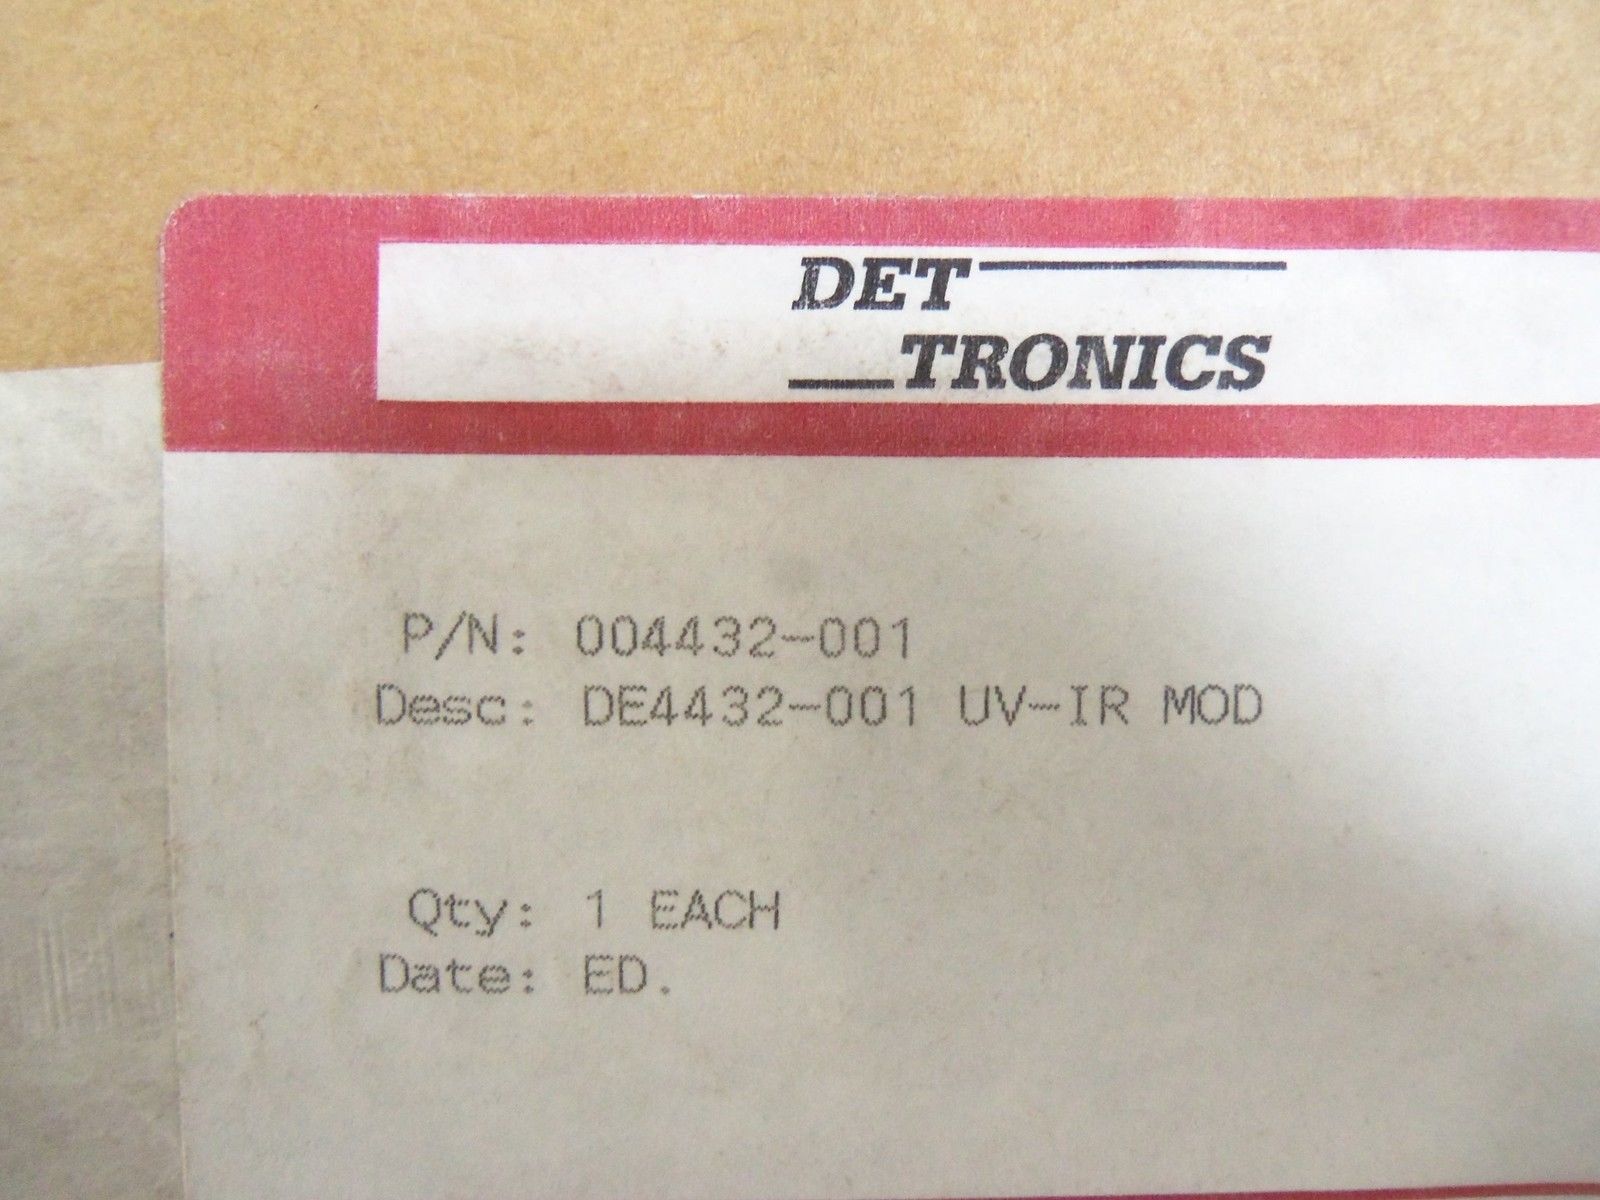 DET
TRONICS
P/N: 004432-001
Desc: DE4432-001 UV-IR MOD
Qty: 1 EACH
Date: ED.